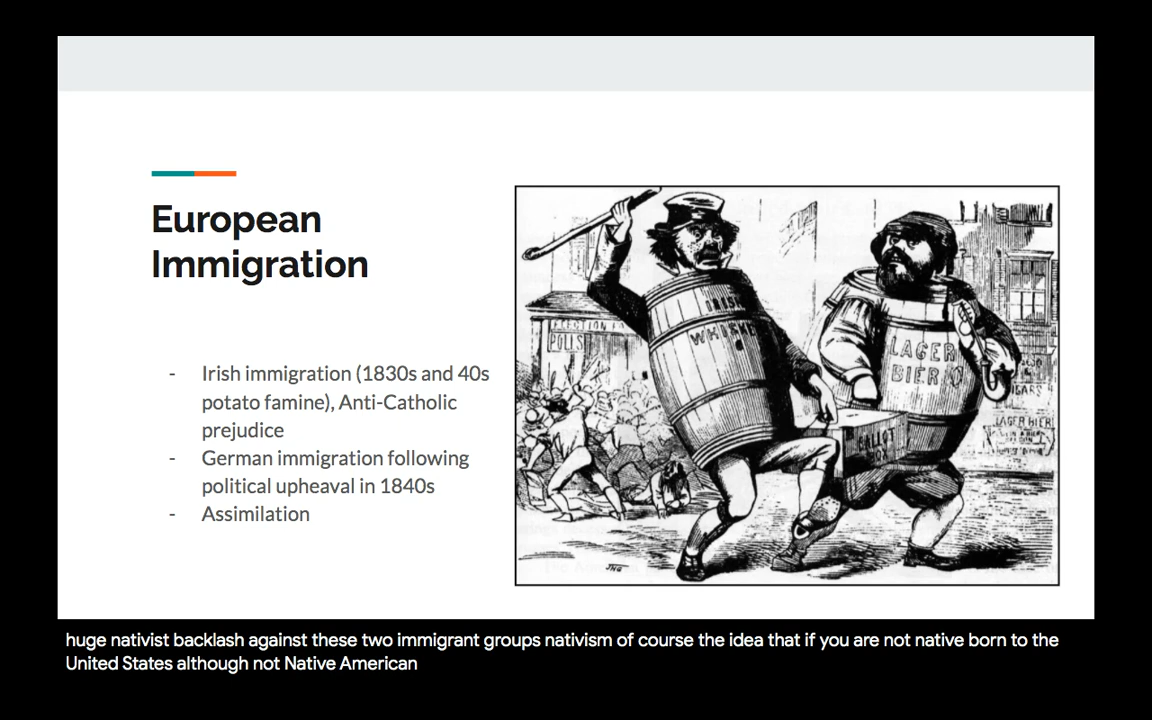 European
Immigration
- Irish immigration (1830s and 40s
potato famine), Anti-Catholic
prejudice
- German immigration following
political upheaval in 1840s
- Assimilation
ELECTION
POLLS
IRISH
WHISKEY
LAGER
BIER
BALLOT
BOX
LAGER BIER
huge nativist backlash against these two immigrant groups nativism of course the idea that if you are not native born to the
United States although not Native American